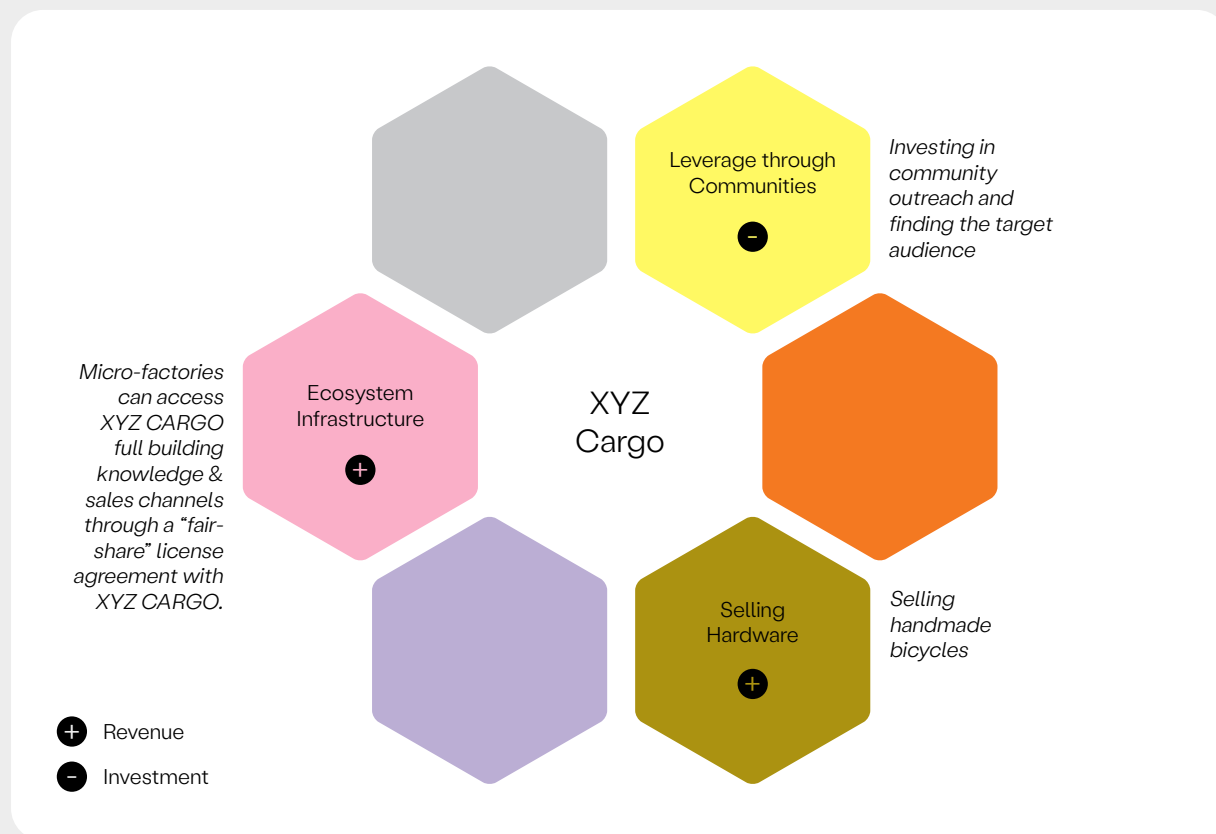 Leverage through
Communities
-
Investing in
community
outreach and
finding the target
audience
Micro-factories
can access
XYZ CARGO
full building
knowledge &
sales channels
through a “fair-
share” license
agreement with
XYZ CARGO.
Ecosystem
Infrastructure
+
XYZ
Cargo
Selling
Hardware
+
Selling
handmade
bicycles
+ Revenue
- Investment